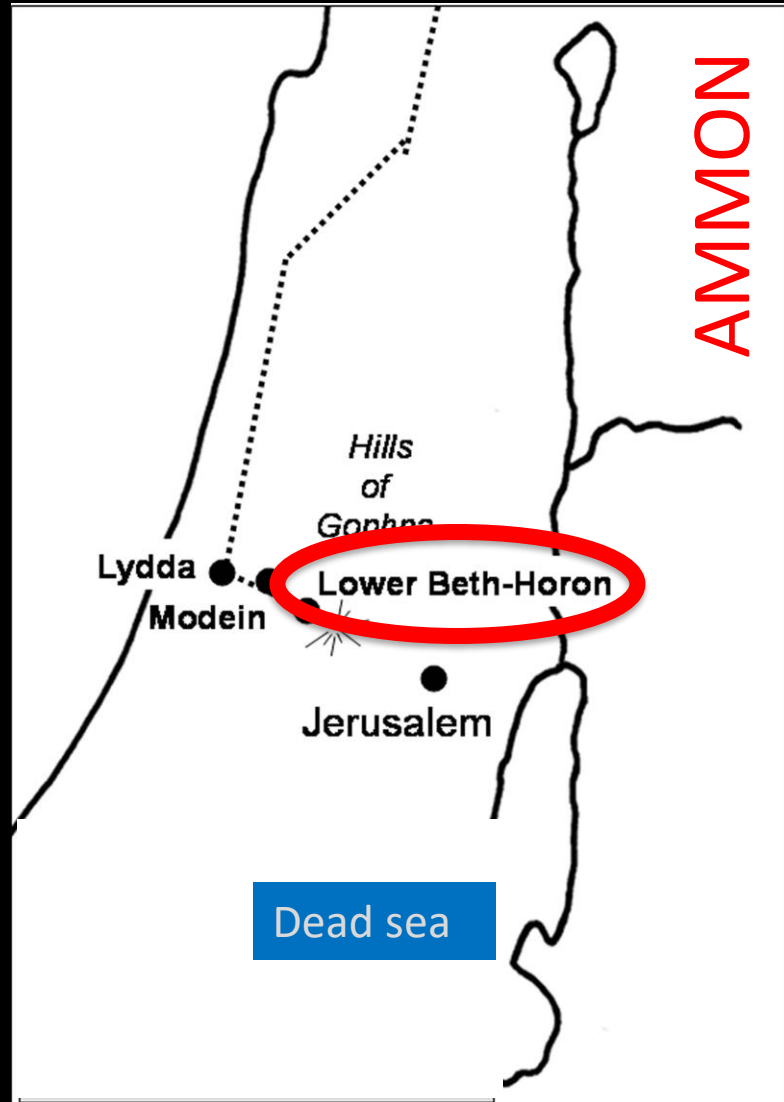 AMMON
Hills
of
Lydda
Lower Beth-Horon
Modein
Jerusalem
Dead sea